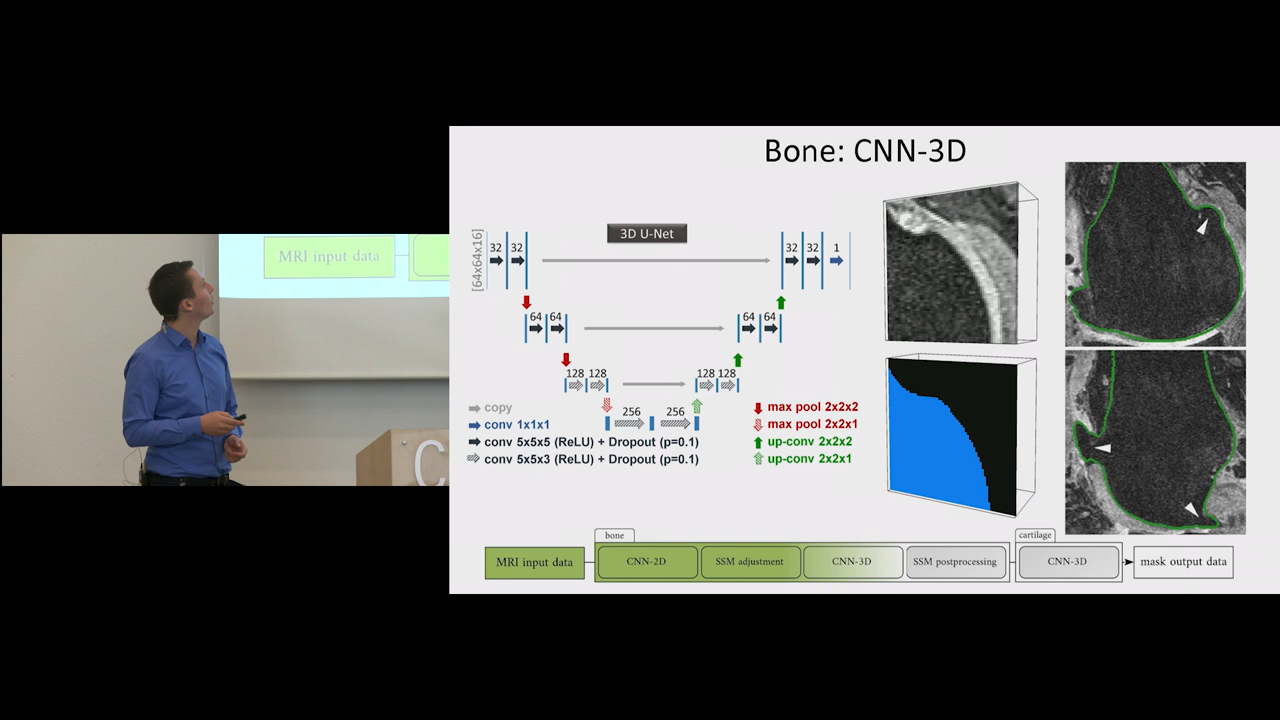 MRI input data
C
Bone: CNN-3D
3D U-Net
[64x64x16]
32 32
32 32 1
64 64
64 64
128 128
128 128
256 256
copy
conv 1x1x1
conv 5x5x5 (ReLU) + Dropout (p=0.1)
conv 5x5x3 (ReLU) + Dropout (p=0.1)
max pool 2x2x2
max pool 2x2x1
up-conv 2x2x2
up-conv 2x2x1
bone
cartilage
MRI input data
CNN-2D
SSM adjustment
CNN-3D
SSM postprocessing
CNN-3D
mask output data